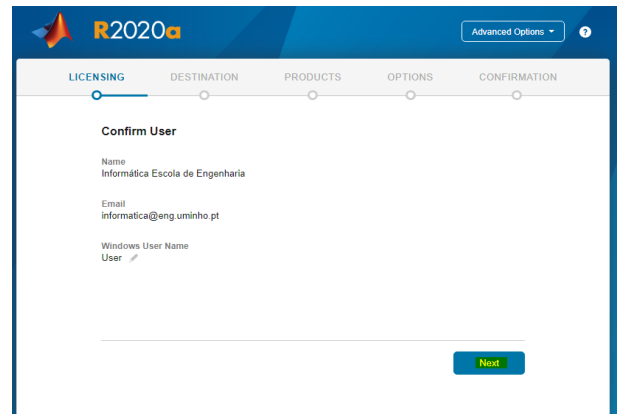 R2020a
Advanced Options
?
LICENSING DESTINATION PRODUCTS OPTIONS CONFIRMATION
Confirm User
Name
Informática Escola de Engenharia
Email
informatica@eng.uminho.pt
Windows User Name
User
Next